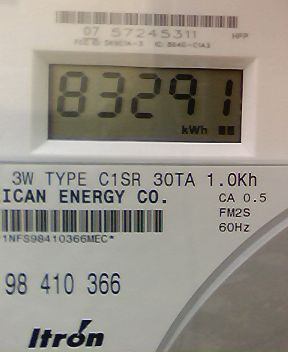 07 57245311 HPP
83291
kWh
3W TYPE C1SR 30TA 1.0Kh
ICAN ENERGY CO. CA 0.5
FM2S
60Hz
1NFS98410366MEC*
98 410 366
Itron